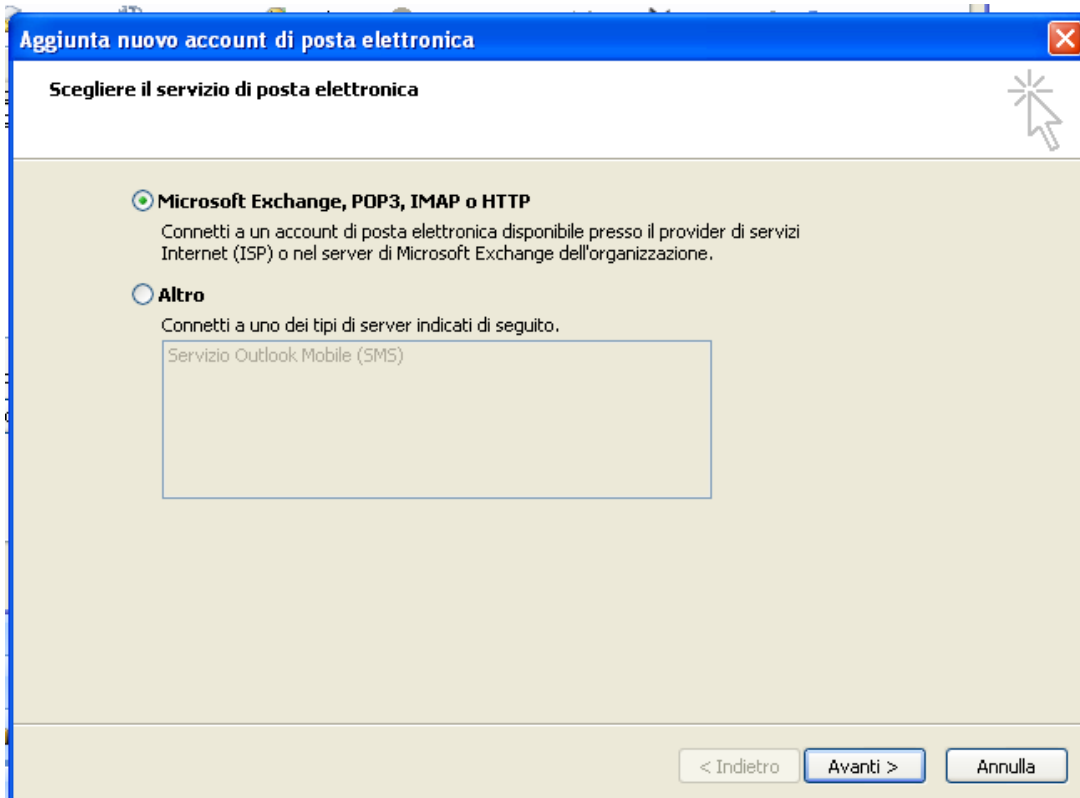 Aggiunta nuovo account di posta elettronica
Scegliere il servizio di posta elettronica
Microsoft Exchange, POP3, IMAP o HTTP
Connetti a un account di posta elettronica disponibile presso il provider di servizi
Internet (ISP) o nel server di Microsoft Exchange dell'organizzazione.
Altro
Connetti a uno dei tipi di server indicati di seguito.
Servizio Outlook Mobile (SMS)
< Indietro
Avanti >
Annulla